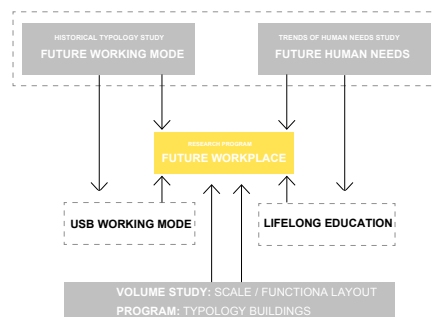 HISTORICAL TYPOLOGY STUDY
FUTURE WORKING MODE
TRENDS OF HUMAN NEEDS STUDY
FUTURE HUMAN NEEDS
RESEARCH PROGRAM
FUTURE WORKPLACE
USB WORKING MODE
LIFELONG EDUCATION
VOLUME STUDY: SCALE / FUNCTIONA LAYOUT
PROGRAM: TYPOLOGY BUILDINGS